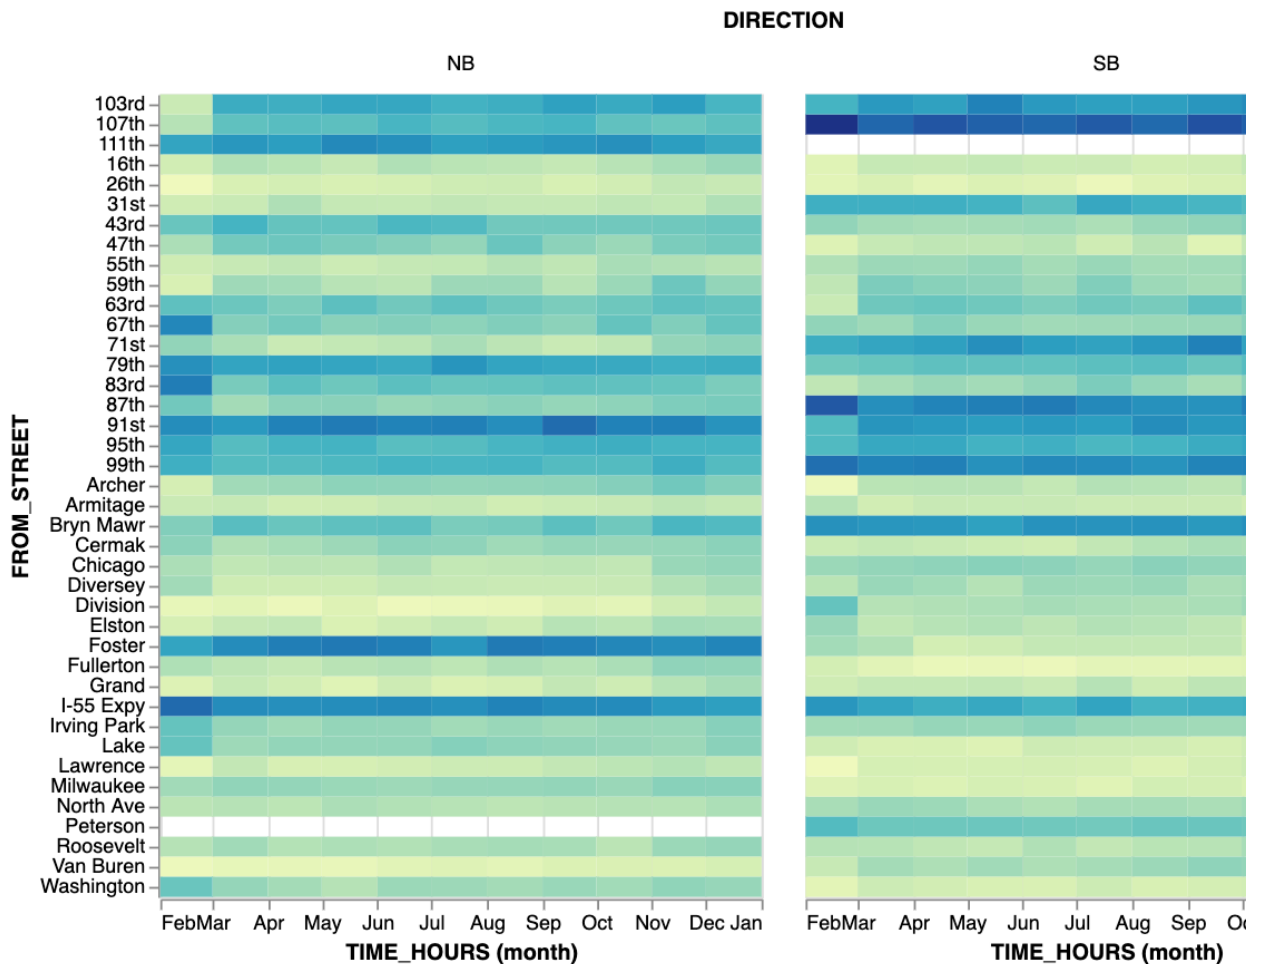 DIRECTION
NB SB
103rd
107th
111th
16th
26th
31st
43rd
47th
55th
59th
63rd
67th
71st
79th
83rd
87th
91st
95th
99th
Archer
Armitage
Bryn Mawr
Cermak
Chicago
Diversey
Division
Elston
Foster
Fullerton
Grand
I-55 Expy
Irving Park
Lake
Lawrence
Milwaukee
North Ave
Peterson
Roosevelt
Van Buren
Washington
FROM_STREET
FebMar Apr May Jun Jul Aug Sep Oct Nov Dec Jan FebMar Apr May Jun Jul Aug Sep
TIME_HOURS (month) TIME_HOURS (month)